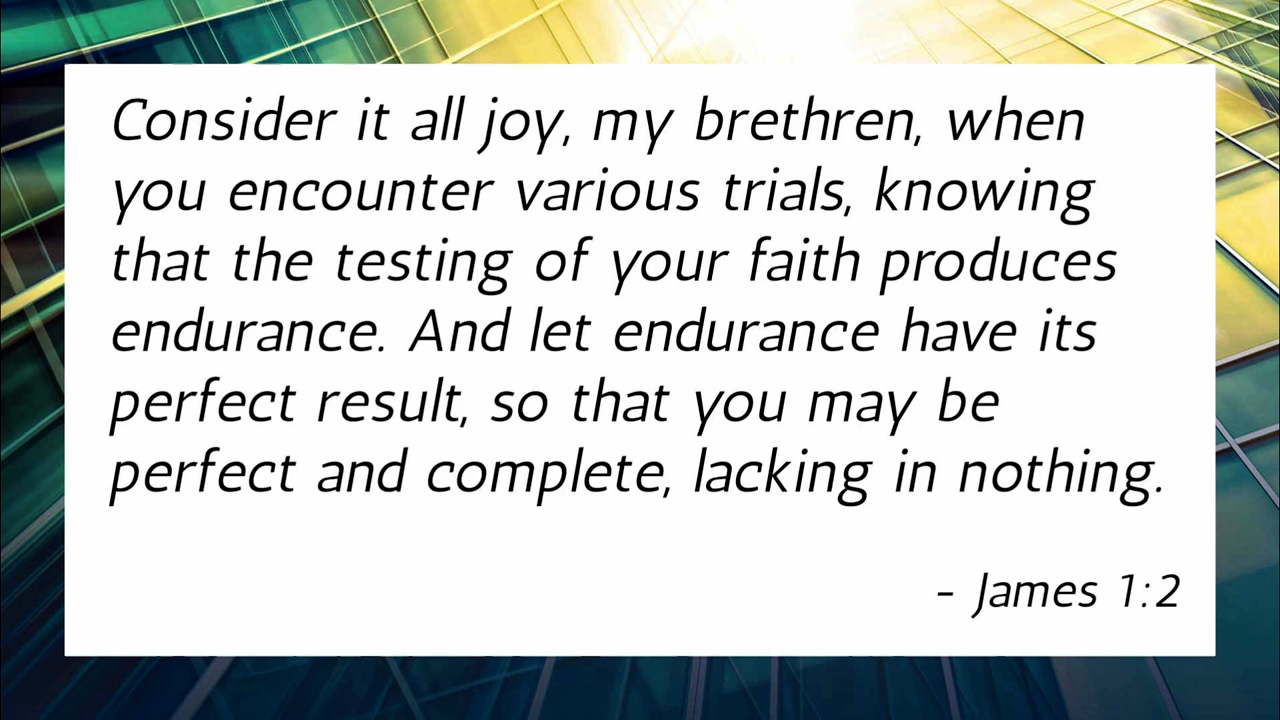 Consider it all joy, my brethren, when
you encounter various trials, knowing
that the testing of your faith produces
endurance. And let endurance have its
perfect result, so that you may be
perfect and complete, lacking in nothing.
- James 1:2